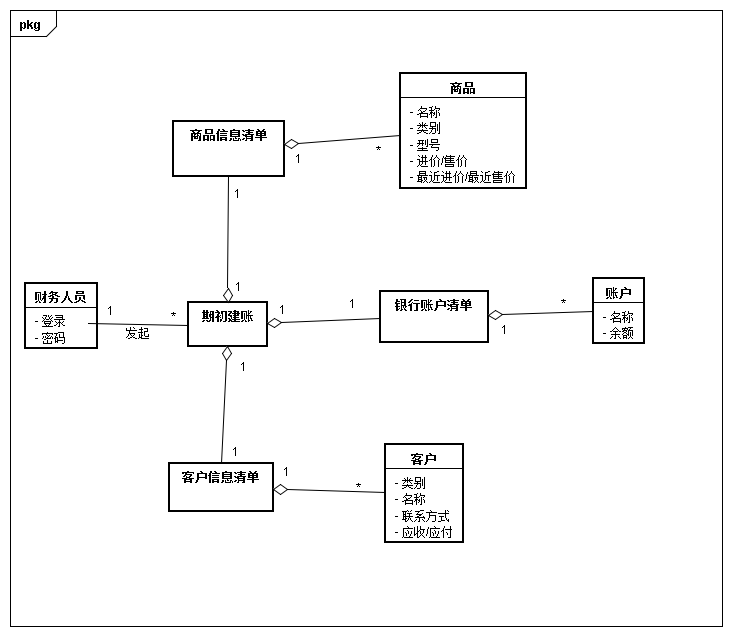 pkg
商品
- 名称
- 类别
- 型号
- 进价/售价
- 最近进价/最近售价
商品信息清单
1
*
1
1
财务人员
- 登录
- 密码
1
*
发起
期初建账
1
1
银行账户清单
1
*
账户
- 名称
- 余额
1
1
客户信息清单
1
*
客户
- 类别
- 名称
- 联系方式
- 应收/应付